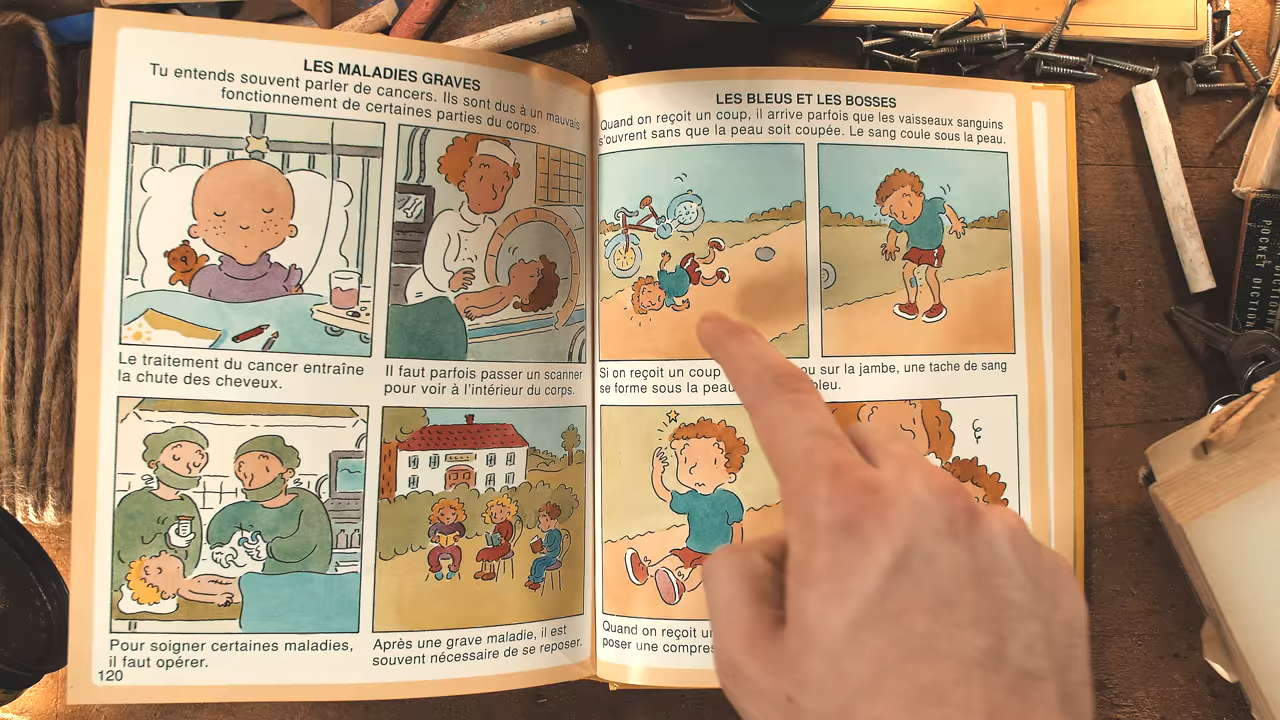 LES MALADIES GRAVES
Tu entends souvent parler de cancers. Ils sont dus à un mauvais
fonctionnement de certaines parties du corps.
Le traitement du cancer entraîne
la chute des cheveux.
Il faut parfois passer un scanner
pour voir à l'intérieur du corps.
Pour soigner certaines maladies,
il faut opérer.
Après une grave maladie, il est
souvent nécessaire de se reposer.
120
LES BLEUS ET LES BOSSES
Quand on reçoit un coup, il arrive parfois que les vaisseaux sanguins
s'ouvrent sans que la peau soit coupée. Le sang coule sous la peau.
Si on reçoit un coup ou sur la jambe, une tache de sang
se forme sous la peau bleu.
Quand on reçoit
poser une
POCKET DICTIONARY